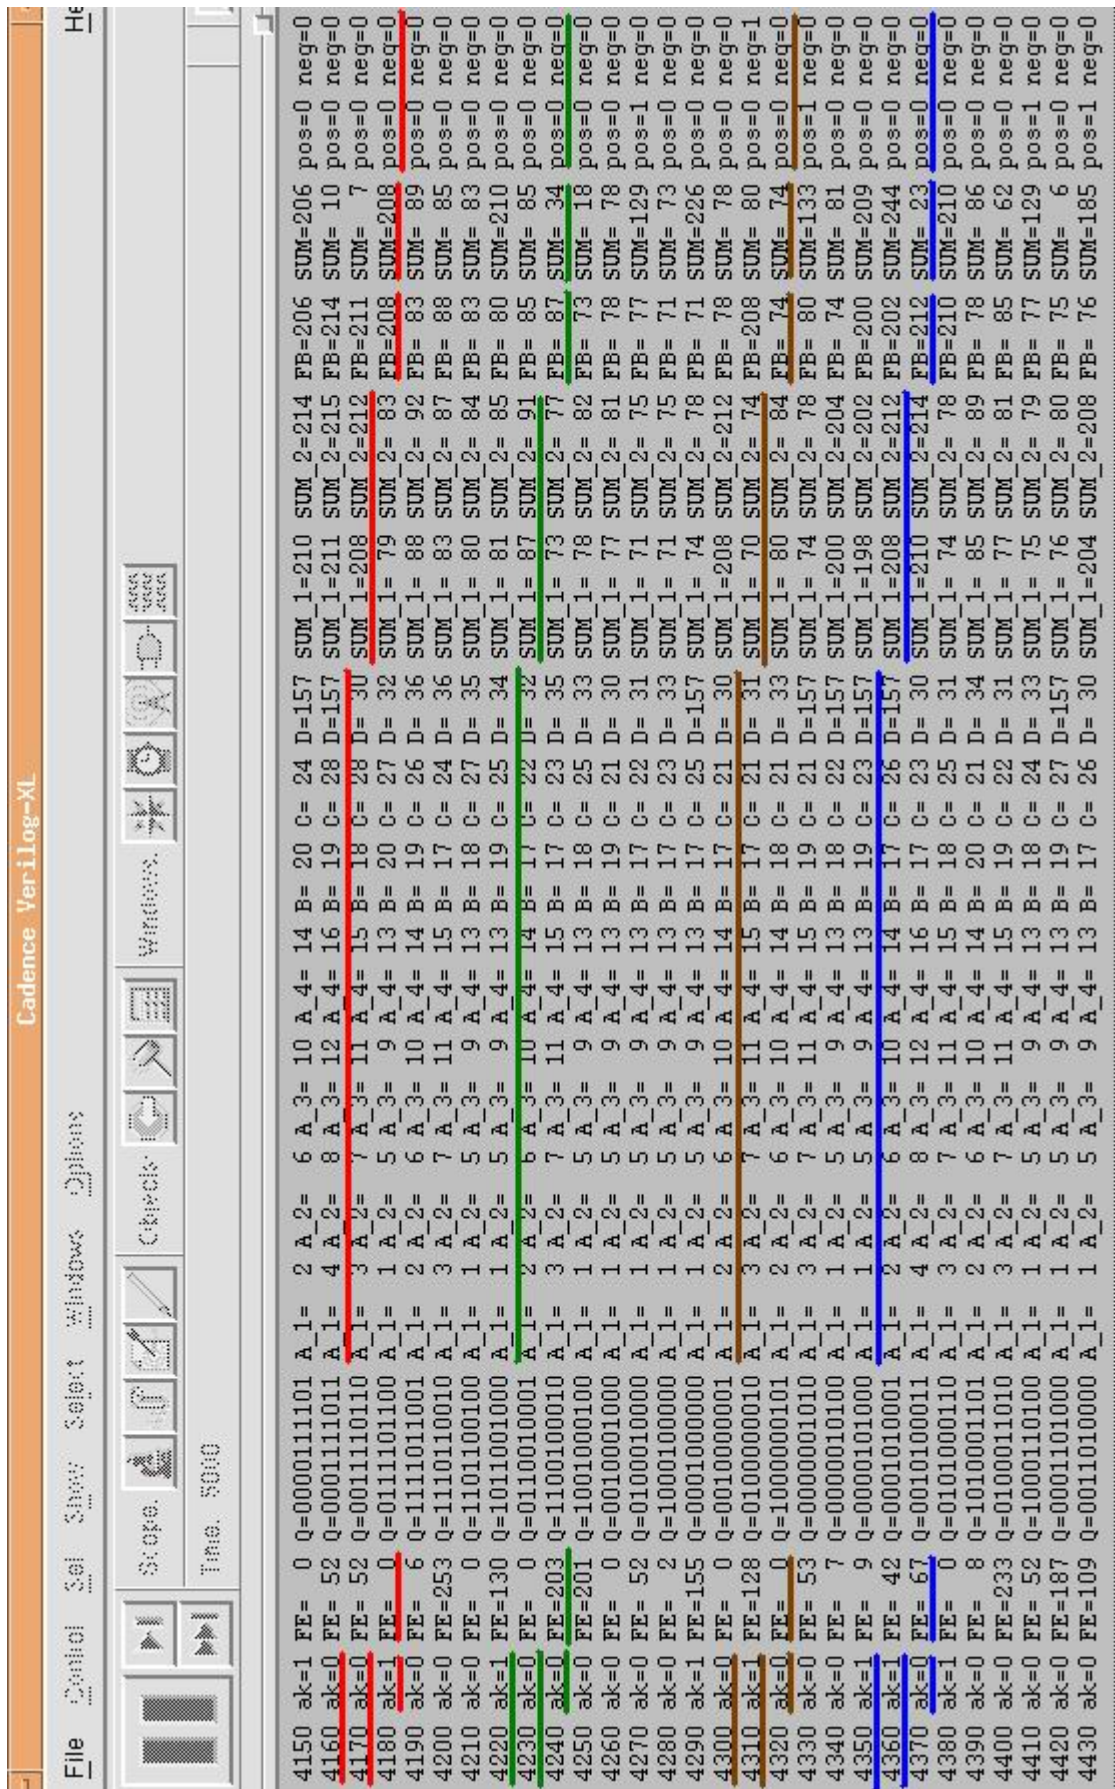 Cadence Verilog-XL
File Control Sel Show Select Windows Options He
Scope: Objects: Windows:
Time: 5000
4150 ak=1 FE=  0 Q=0000111101 A_1= 2 A_2= 6 A_3= 10 A_4= 14 B= 20 C= 24 D=157 SUM_1=210 SUM_2=214 FB=206 SUM=206 pos=0 neg=0
4160 ak=0 FE= 52 Q=0001111011 A_1= 4 A_2= 8 A_3= 12 A_4= 16 B= 19 C= 28 D=157 SUM_1=211 SUM_2=215 FB=214 SUM= 10 pos=0 neg=0
4170 ak=0 FE= 52 Q=0011110110 A_1= 3 A_2= 7 A_3= 11 A_4= 15 B= 18 C= 28 D= 30 SUM_1=208 SUM_2=212 FB=211 SUM=  7 pos=0 neg=0
4180 ak=1 FE=  0 Q=0111101100 A_1= 1 A_2= 5 A_3=  9 A_4= 13 B= 20 C= 27 D= 32 SUM_1= 79 SUM_2= 83 FB=208 SUM=208 pos=0 neg=0
4190 ak=0 FE=  6 Q=1111011001 A_1= 2 A_2= 6 A_3= 10 A_4= 14 B= 19 C= 26 D= 36 SUM_1= 88 SUM_2= 92 FB= 83 SUM= 89 pos=0 neg=0
4200 ak=0 FE=253 Q=1110110010 A_1= 3 A_2= 7 A_3= 11 A_4= 15 B= 17 C= 24 D= 36 SUM_1= 83 SUM_2= 87 FB= 88 SUM= 85 pos=0 neg=0
4210 ak=0 FE=  0 Q=1101100100 A_1= 1 A_2= 5 A_3=  9 A_4= 13 B= 18 C= 27 D= 35 SUM_1= 80 SUM_2= 84 FB= 83 SUM= 83 pos=0 neg=0
4220 ak=1 FE=130 Q=1011001000 A_1= 1 A_2= 5 A_3=  9 A_4= 13 B= 19 C= 25 D= 34 SUM_1= 81 SUM_2= 85 FB= 80 SUM=210 pos=0 neg=0
4230 ak=0 FE=  0 Q=0110010001 A_1= 2 A_2= 6 A_3= 10 A_4= 14 B= 17 C= 22 D= 32 SUM_1= 87 SUM_2= 91 FB= 85 SUM= 85 pos=0 neg=0
4240 ak=0 FE=203 Q=1100100010 A_1= 3 A_2= 7 A_3= 11 A_4= 15 B= 17 C= 23 D= 35 SUM_1= 73 SUM_2= 77 FB= 87 SUM= 34 pos=0 neg=0
4250 ak=0 FE=201 Q=1001000100 A_1= 1 A_2= 5 A_3=  9 A_4= 13 B= 18 C= 25 D= 33 SUM_1= 78 SUM_2= 82 FB= 73 SUM= 18 pos=0 neg=0
4260 ak=0 FE=  0 Q=0010001000 A_1= 1 A_2= 5 A_3=  9 A_4= 13 B= 19 C= 21 D= 30 SUM_1= 77 SUM_2= 81 FB= 78 SUM= 78 pos=0 neg=0
4270 ak=0 FE= 52 Q=0100010000 A_1= 1 A_2= 5 A_3=  9 A_4= 13 B= 17 C= 22 D= 31 SUM_1= 71 SUM_2= 75 FB= 77 SUM=129 pos=1 neg=0
4280 ak=0 FE=  2 Q=1000100000 A_1= 1 A_2= 5 A_3=  9 A_4= 13 B= 17 C= 23 D= 33 SUM_1= 71 SUM_2= 75 FB= 71 SUM= 73 pos=0 neg=0
4290 ak=1 FE=155 Q=0001000000 A_1= 1 A_2= 5 A_3=  9 A_4= 13 B= 17 C= 25 D=157 SUM_1= 74 SUM_2= 78 FB= 71 SUM=226 pos=0 neg=0
4300 ak=0 FE=  0 Q=0010000001 A_1= 2 A_2= 6 A_3= 10 A_4= 14 B= 17 C= 21 D= 30 SUM_1=208 SUM_2=212 FB= 78 SUM= 78 pos=0 neg=0
4310 ak=1 FE=128 Q=0100000010 A_1= 3 A_2= 7 A_3= 11 A_4= 15 B= 17 C= 21 D= 31 SUM_1= 70 SUM_2= 74 FB=208 SUM= 80 pos=0 neg=1
4320 ak=0 FE=  0 Q=1000000101 A_1= 2 A_2= 6 A_3= 10 A_4= 14 B= 18 C= 21 D= 33 SUM_1= 80 SUM_2= 84 FB= 74 SUM= 74 pos=0 neg=0
4330 ak=0 FE= 53 Q=0000001010 A_1= 3 A_2= 7 A_3= 11 A_4= 15 B= 19 C= 21 D=157 SUM_1= 74 SUM_2= 78 FB= 80 SUM=133 pos=1 neg=0
4340 ak=0 FE=  7 Q=0000010100 A_1= 1 A_2= 5 A_3=  9 A_4= 13 B= 18 C= 22 D=157 SUM_1=200 SUM_2=204 FB= 74 SUM= 81 pos=0 neg=0
4350 ak=1 FE=  9 Q=0000101000 A_1= 1 A_2= 5 A_3=  9 A_4= 13 B= 19 C= 23 D=157 SUM_1=198 SUM_2=202 FB=200 SUM=209 pos=0 neg=0
4360 ak=1 FE= 42 Q=0001010001 A_1= 2 A_2= 6 A_3= 10 A_4= 14 B= 17 C= 26 D=157 SUM_1=208 SUM_2=212 FB=202 SUM=244 pos=0 neg=0
4370 ak=0 FE= 67 Q=0010100011 A_1= 4 A_2= 8 A_3= 12 A_4= 16 B= 17 C= 23 D= 30 SUM_1=210 SUM_2=214 FB=212 SUM= 23 pos=0 neg=0
4380 ak=1 FE=  0 Q=0101000110 A_1= 3 A_2= 7 A_3= 11 A_4= 15 B= 18 C= 25 D= 31 SUM_1= 74 SUM_2= 78 FB=210 SUM=210 pos=0 neg=0
4390 ak=0 FE=  8 Q=1010001101 A_1= 2 A_2= 6 A_3= 10 A_4= 14 B= 20 C= 21 D= 34 SUM_1= 85 SUM_2= 89 FB= 78 SUM= 86 pos=0 neg=0
4400 ak=0 FE=233 Q=0100011010 A_1= 3 A_2= 7 A_3= 11 A_4= 15 B= 19 C= 22 D= 31 SUM_1= 77 SUM_2= 81 FB= 85 SUM= 62 pos=0 neg=0
4410 ak=0 FE= 52 Q=1000110100 A_1= 1 A_2= 5 A_3=  9 A_4= 13 B= 18 C= 24 D= 33 SUM_1= 75 SUM_2= 79 FB= 77 SUM=129 pos=1 neg=0
4420 ak=0 FE=187 Q=0001101000 A_1= 1 A_2= 5 A_3=  9 A_4= 13 B= 19 C= 27 D=157 SUM_1= 76 SUM_2= 80 FB= 75 SUM=  6 pos=0 neg=0
4430 ak=0 FE=109 Q=0011010000 A_1= 1 A_2= 5 A_3=  9 A_4= 13 B= 17 C= 26 D= 30 SUM_1=204 SUM_2=208 FB= 76 SUM=185 pos=1 neg=0